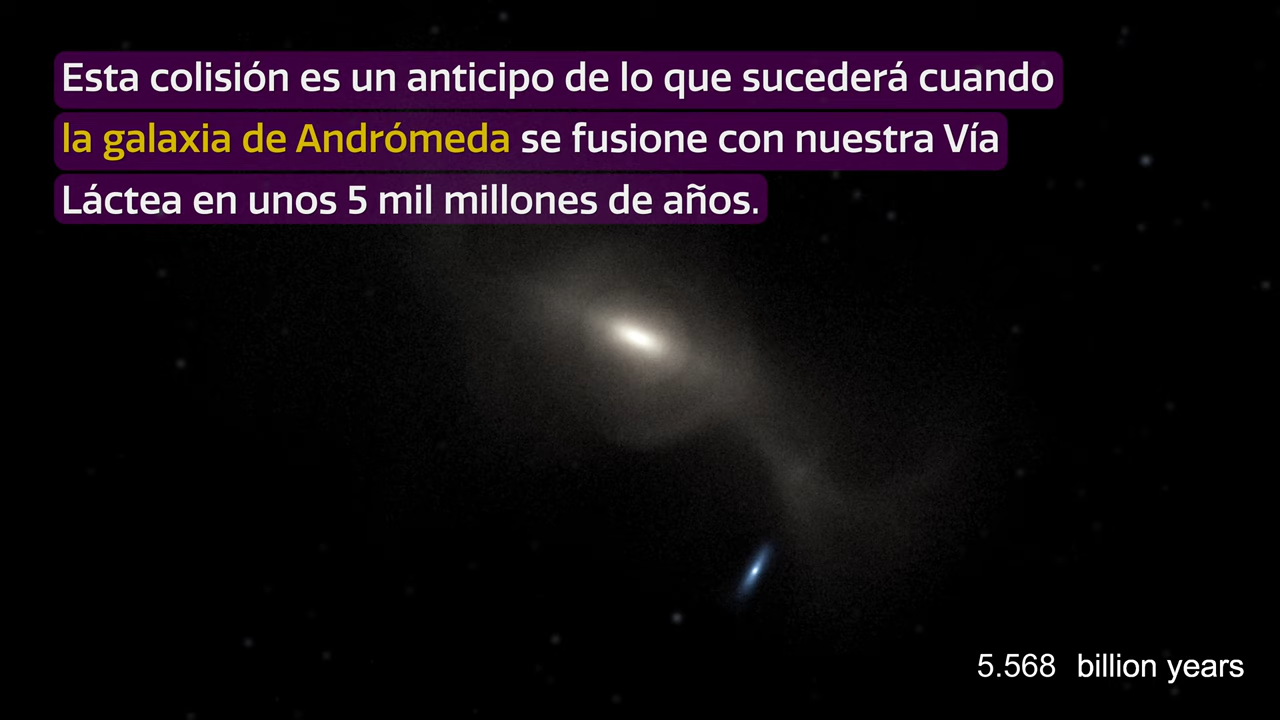 Esta colisión es un anticipo de lo que sucederá cuando
la galaxia de Andrómeda se fusione con nuestra Vía
Láctea en unos 5 mil millones de años.
5.568 billion years